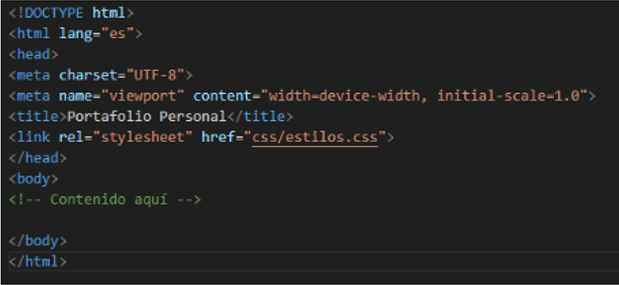 <!DOCTYPE html>
<html lang="es">
<head>
<meta charset="UTF-8">
<meta name="viewport" content="width=device-width, initial-scale=1.0">
<title>Portafolio Personal</title>
<link rel="stylesheet" href="css/estilos.css">
</head>
<body>
<!-- Contenido aquí -->
</body>
</html>